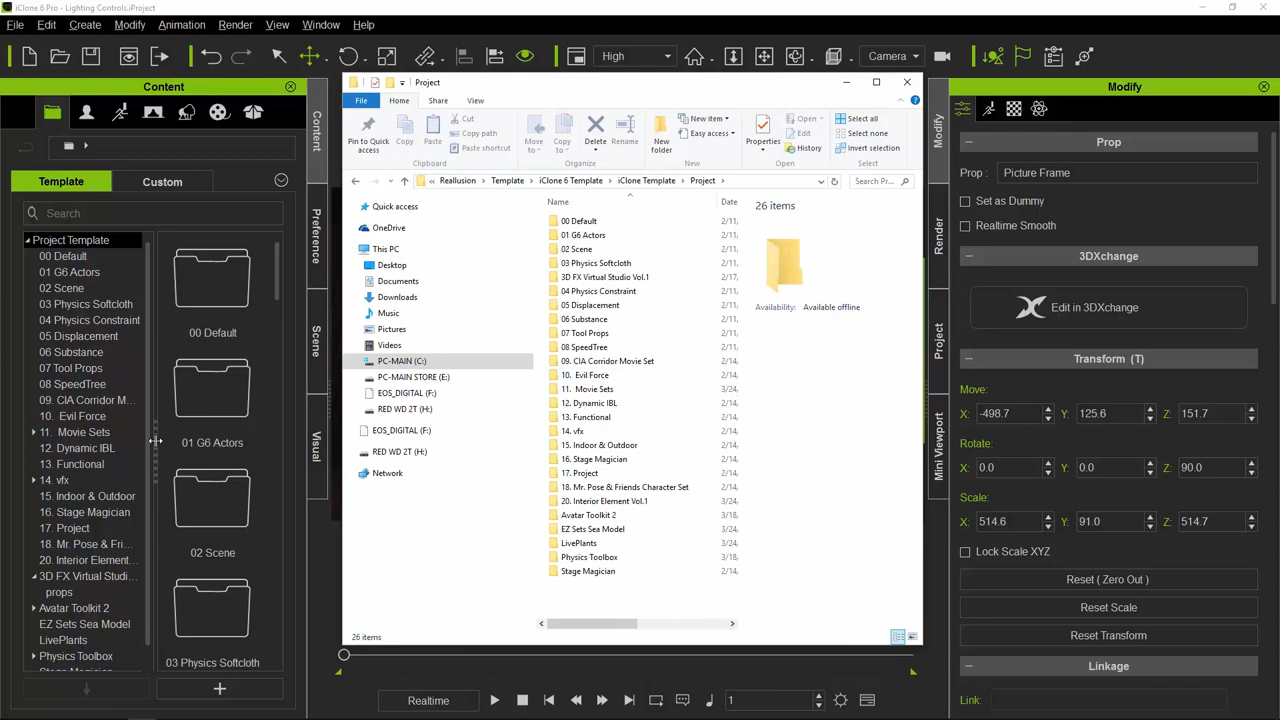 iClone 6 Pro - Lighting Controls.iProject
File Edit Create Modify Animation Render View Window Help
High
Camera
Content
Template Custom
Search
Project Template
00 Default
01 G6 Actors
02 Scene
03 Physics Softcloth
04 Physics Constraint
05 Displacement
06 Substance
07 Tool Props
08 SpeedTree
09. CIA Corridor M...
10. Evil Force
11. Movie Sets
12. Dynamic IBL
13. Functional
14. vfx
15. Indoor & Outdoor
16. Stage Magician
17. Project
18. Mr. Pose & Fri...
20. Interior Element...
3D FX Virtual Studi...
props
Avatar Toolkit 2
EZ Sets Sea Model
LivePlants
Physics Toolbox
00 Default
01 G6 Actors
02 Scene
03 Physics Softcloth
Content
Preference
Scene
Visual
Project
File Home Share View
Pin to Quick access
Copy
Paste
Cut
Copy path
Paste shortcut
Clipboard
Move to
Copy to
Delete
Rename
Organize
New folder
New item
Easy access
New
Properties
Open
Edit
History
Open
Select all
Select none
Invert selection
Select
« Reallusion > Template > iClone 6 Template > iClone Template > Project >
Search Pr...
Quick access
OneDrive
This PC
Desktop
Documents
Downloads
Music
Pictures
Videos
PC-MAIN (C:)
PC-MAIN STORE (E:)
EOS_DIGITAL (F:)
RED WD 2T (H:)
EOS_DIGITAL (F:)
RED WD 2T (H:)
Network
Name Date
00 Default 2/11,
01 G6 Actors 2/11,
02 Scene 2/11,
03 Physics Softcloth 2/11,
3D FX Virtual Studio Vol.1 2/17,
04 Physics Constraint 2/11,
05 Displacement 2/11,
06 Substance 2/11,
07 Tool Props 2/11,
08 SpeedTree 2/11,
09. CIA Corridor Movie Set 2/14,
10. Evil Force 2/14,
11. Movie Sets 3/24,
12. Dynamic IBL 2/14,
13. Functional 2/14,
14. vfx 2/14,
15. Indoor & Outdoor 2/14,
16. Stage Magician 2/14,
17. Project 2/14,
18. Mr. Pose & Friends Character Set 2/14,
20. Interior Element Vol.1 3/24,
Avatar Toolkit 2 3/18,
EZ Sets Sea Model 3/24,
LivePlants 3/24,
Physics Toolbox 3/18,
Stage Magician 2/14,
26 items
Availability: Available offline
26 items
Realtime
1
Modify
Render
Project
Mini Viewport
Modify
Prop
Prop : Picture Frame
Set as Dummy
Realtime Smooth
3DXchange
Edit in 3DXchange
Transform (T)
Move:
X: -498.7 Y: 125.6 Z: 151.7
Rotate:
X: 0.0 Y: 0.0 Z: 90.0
Scale:
X: 514.6 Y: 91.0 Z: 514.7
Lock Scale XYZ
Reset ( Zero Out )
Reset Scale
Reset Transform
Linkage
Link: